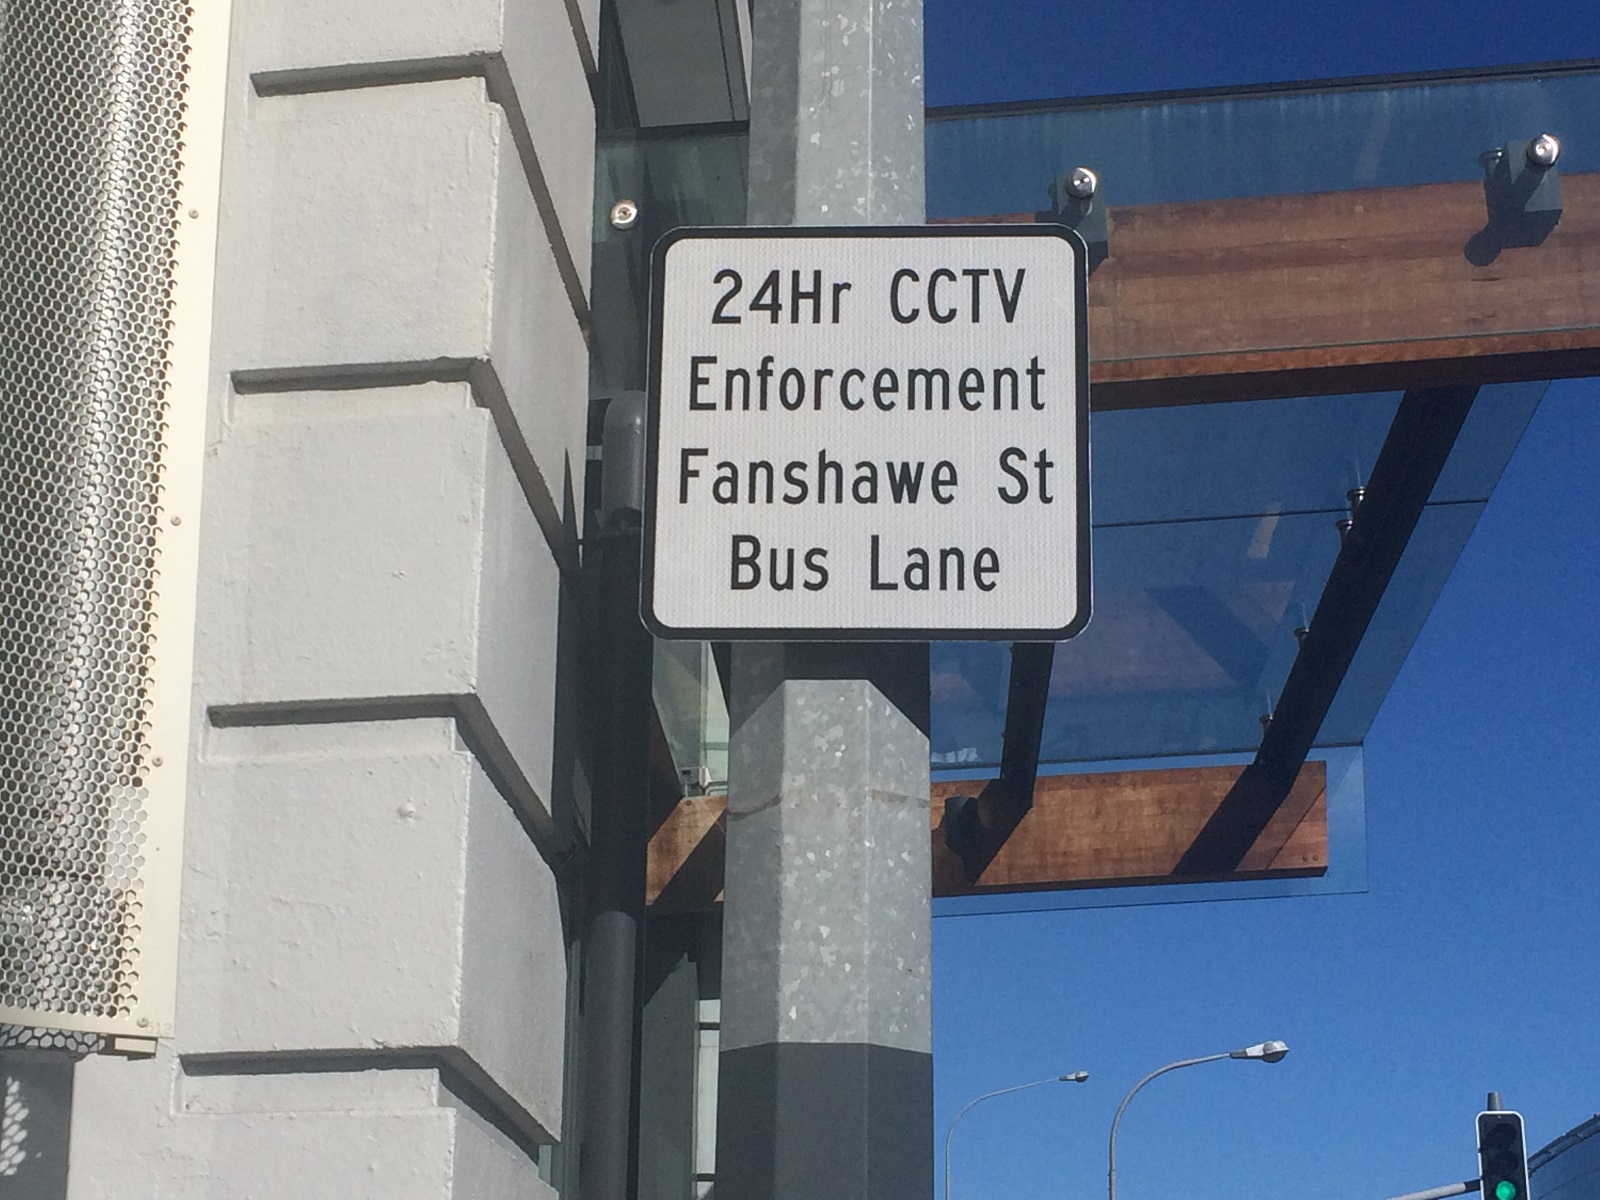 24Hr CCTV
Enforcement
Fanshawe St
Bus Lane